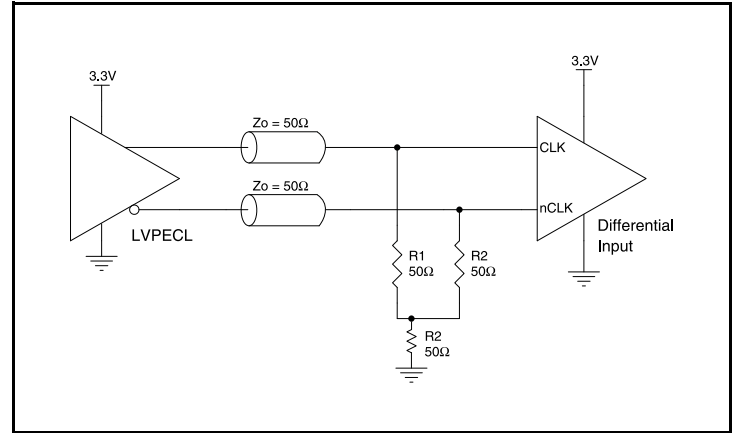 3.3V
3.3V
Zo = 50Ω
CLK
Zo = 50Ω
nCLK
LVPECL
Differential
Input
R1
50Ω
R2
50Ω
R2
50Ω